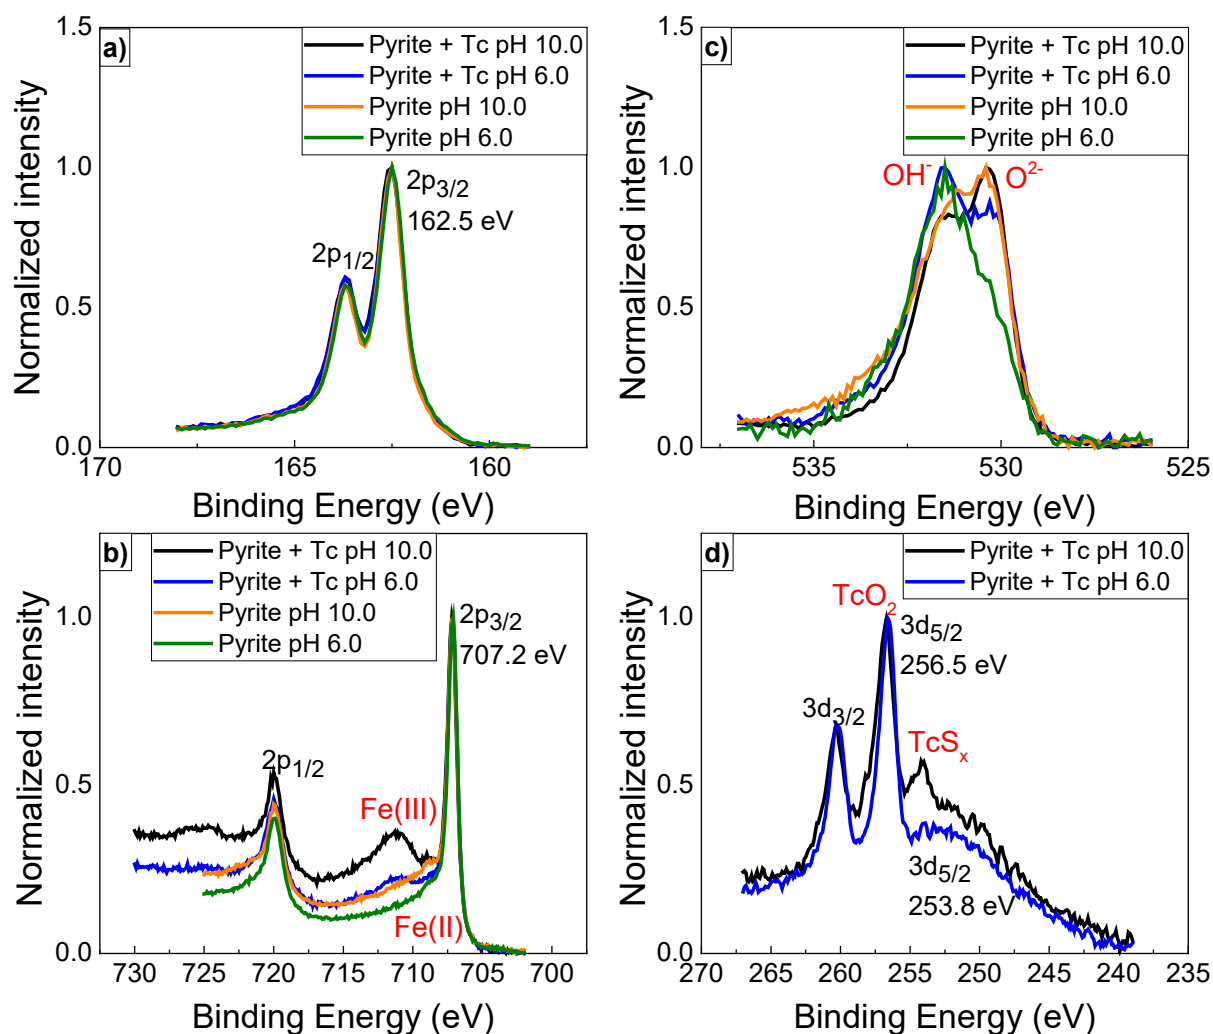 a)
1.5
1.0
0.5
0.0
Normalized intensity
Pyrite + Tc pH 10.0
Pyrite + Tc pH 6.0
Pyrite pH 10.0
Pyrite pH 6.0
2p3/2
162.5 eV
2p1/2
170 165 160
Binding Energy (eV)
c)
1.5
1.0
0.5
0.0
Normalized intensity
Pyrite + Tc pH 10.0
Pyrite + Tc pH 6.0
Pyrite pH 10.0
Pyrite pH 6.0
OH- O2-
535 530 525
Binding Energy (eV)
b)
1.0
0.5
0.0
Normalized intensity
Pyrite + Tc pH 10.0
Pyrite + Tc pH 6.0
Pyrite pH 10.0
Pyrite pH 6.0
2p3/2
707.2 eV
2p1/2
Fe(III)
Fe(II)
730 725 720 715 710 705 700
Binding Energy (eV)
d)
1.0
0.5
0.0
Normalized intensity
Pyrite + Tc pH 10.0
Pyrite + Tc pH 6.0
TcO2
3d5/2
256.5 eV
3d3/2
TcSx
3d5/2
253.8 eV
270 265 260 255 250 245 240 235
Binding Energy (eV)